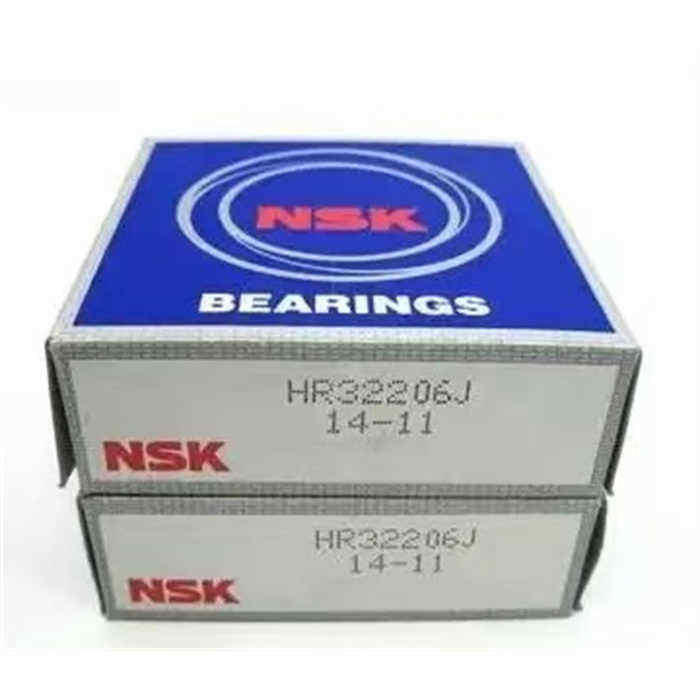 NSK
BEARINGS
HR32206J
14-11
NSK
HR32206J
14-11
NSK